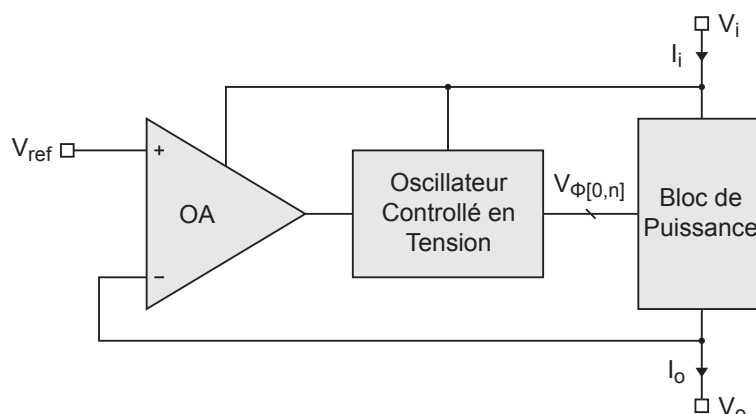 V_i
I_i
V_ref
+
OA
−
Oscillateur
Controllé en
Tension
V_Φ[0,n]
Bloc de
Puissance
I_o
V_o